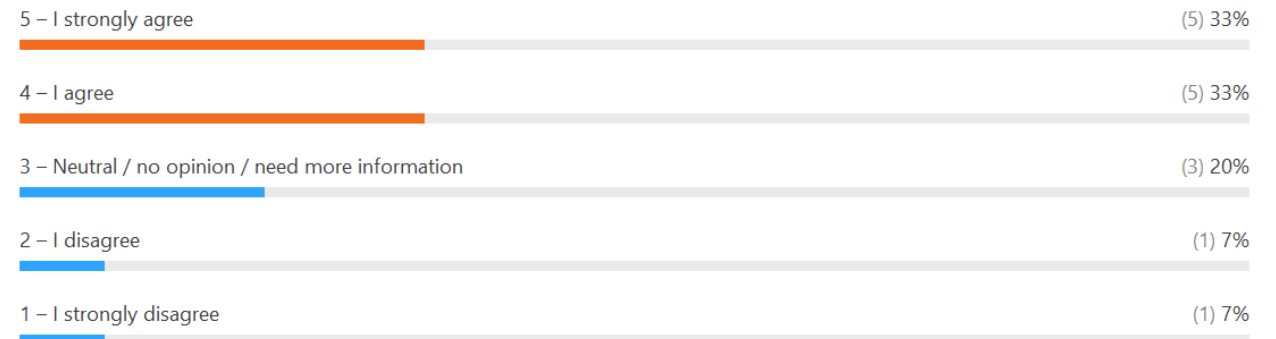 5 – I strongly agree (5) 33%
4 – I agree (5) 33%
3 – Neutral / no opinion / need more information (3) 20%
2 – I disagree (1) 7%
1 – I strongly disagree (1) 7%